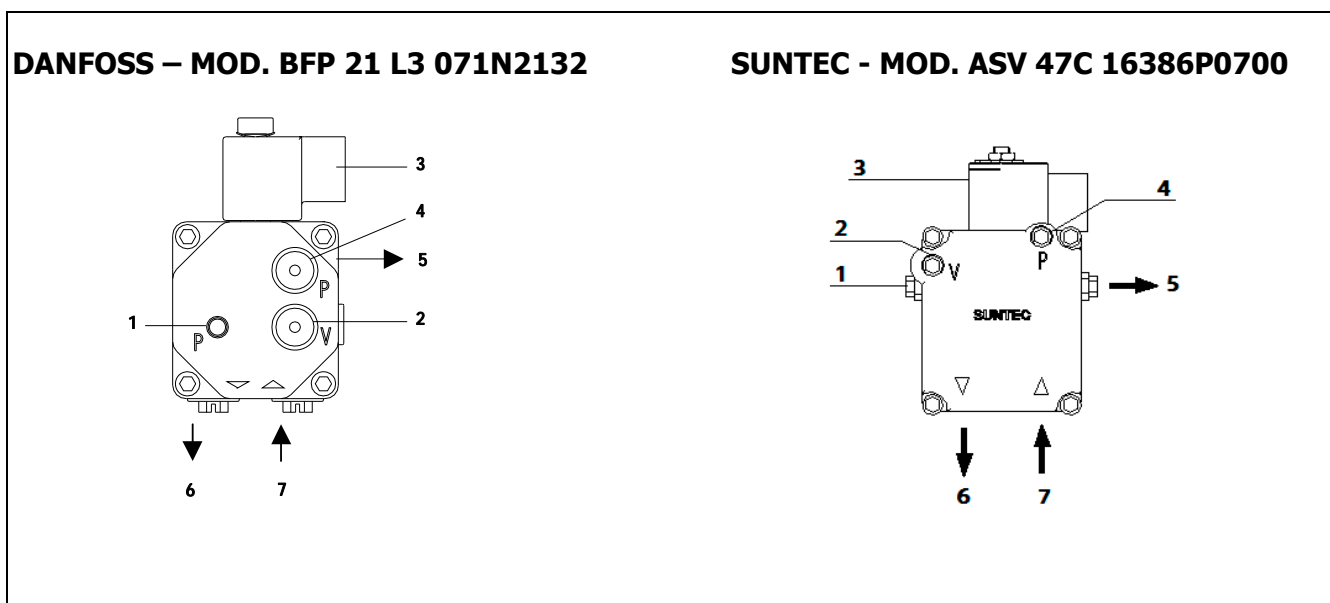 DANFOSS – MOD. BFP 21 L3 071N2132
3
4
5
P
1
2
P
V
6
7
SUNTEC - MOD. ASV 47C 16386P0700
3
4
2
V
P
1
5
SUNTEC
6
7